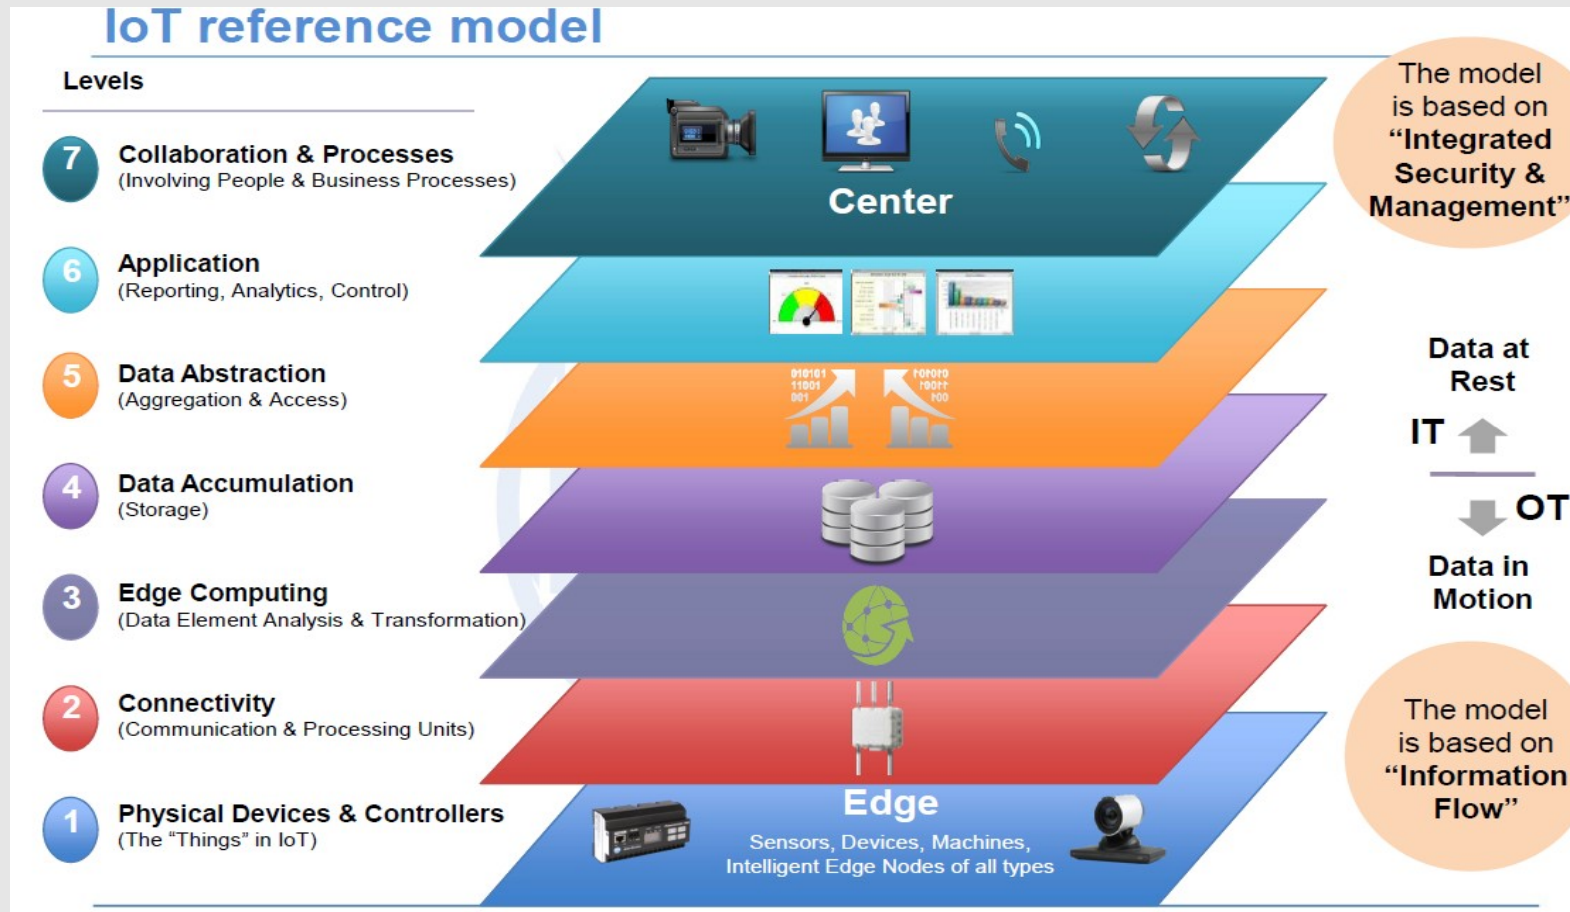 IoT reference model
Levels
7
Collaboration & Processes
(Involving People & Business Processes)
6
Application
(Reporting, Analytics, Control)
5
Data Abstraction
(Aggregation & Access)
4
Data Accumulation
(Storage)
3
Edge Computing
(Data Element Analysis & Transformation)
2
Connectivity
(Communication & Processing Units)
1
Physical Devices & Controllers
(The “Things” in IoT)
Center
010101
11001
001
Edge
Sensors, Devices, Machines,
Intelligent Edge Nodes of all types
The model
is based on
“Integrated
Security &
Management”
Data at
Rest
IT
OT
Data in
Motion
The model
is based on
“Information
Flow”